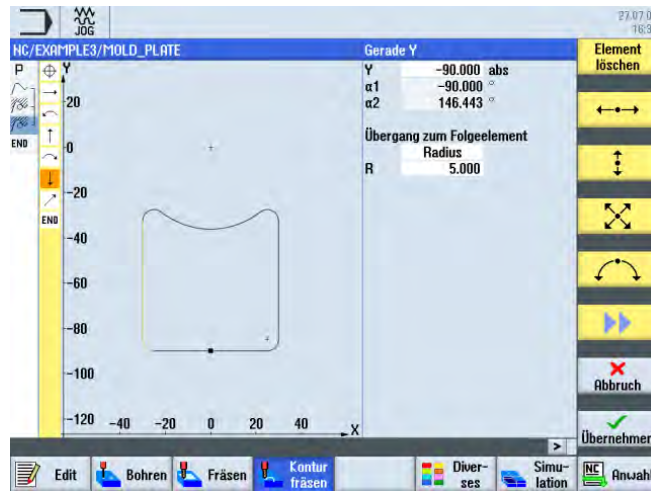 JOG
27.07.0
16:3
NC/EXAMPLE3/MOLD_PLATE
Gerade Y
Element
löschen
P
Y
Y -90.000 abs
α1 -90.000 °
α2 146.443 °
20
Übergang zum Folgeelement
Radius
R 5.000
END
0
-20
END
-40
-60
-80
-100
Abbruch
-120
-40 -20 0 20 40
X
Übernehmen
>
Edit
Bohren
Fräsen
Kontur
fräsen
Diver-
ses
Simu-
lation
NC
Anwahl